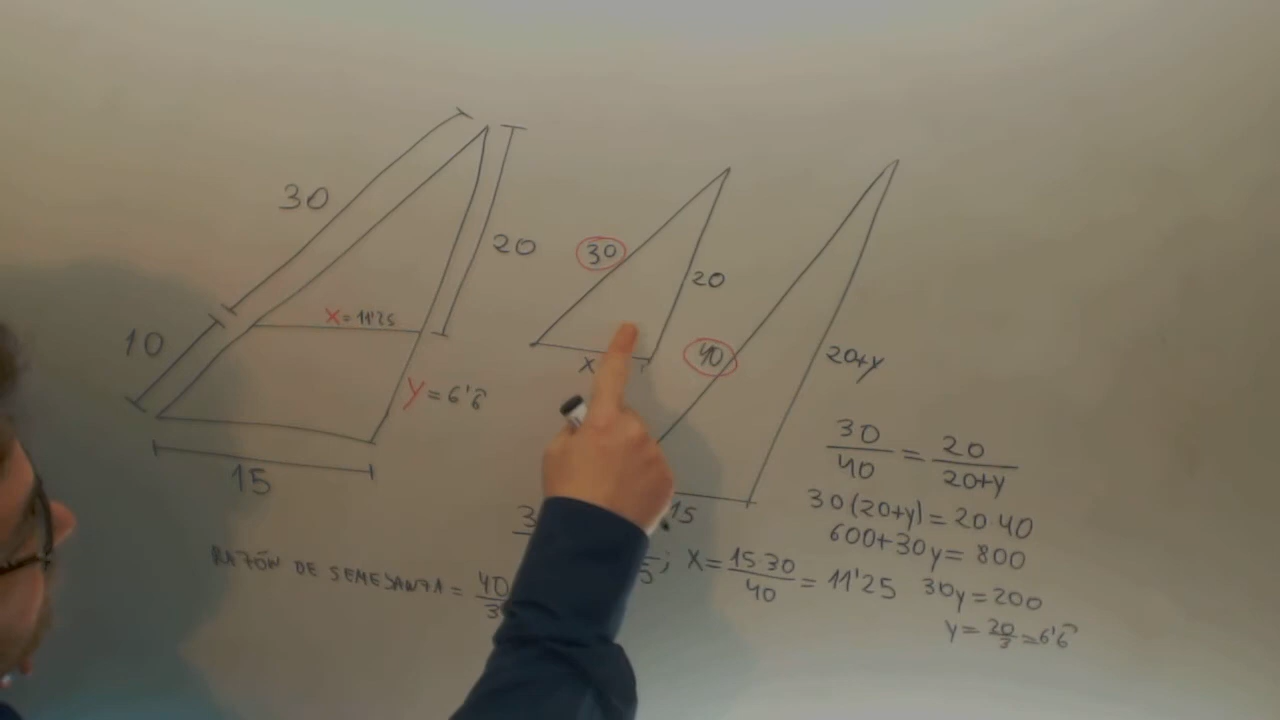 30
20
10
X = 11'25
Y = 6'6̂
15
30
20
X
40
20+y
15
30/40 = 20/20+y
30(20+y) = 20 40
600+30y = 800
30y = 200
y = 20/3 = 6'6̂
; X = 15 30/40 = 11'25
RAZÓN DE SEMESANZA = 40